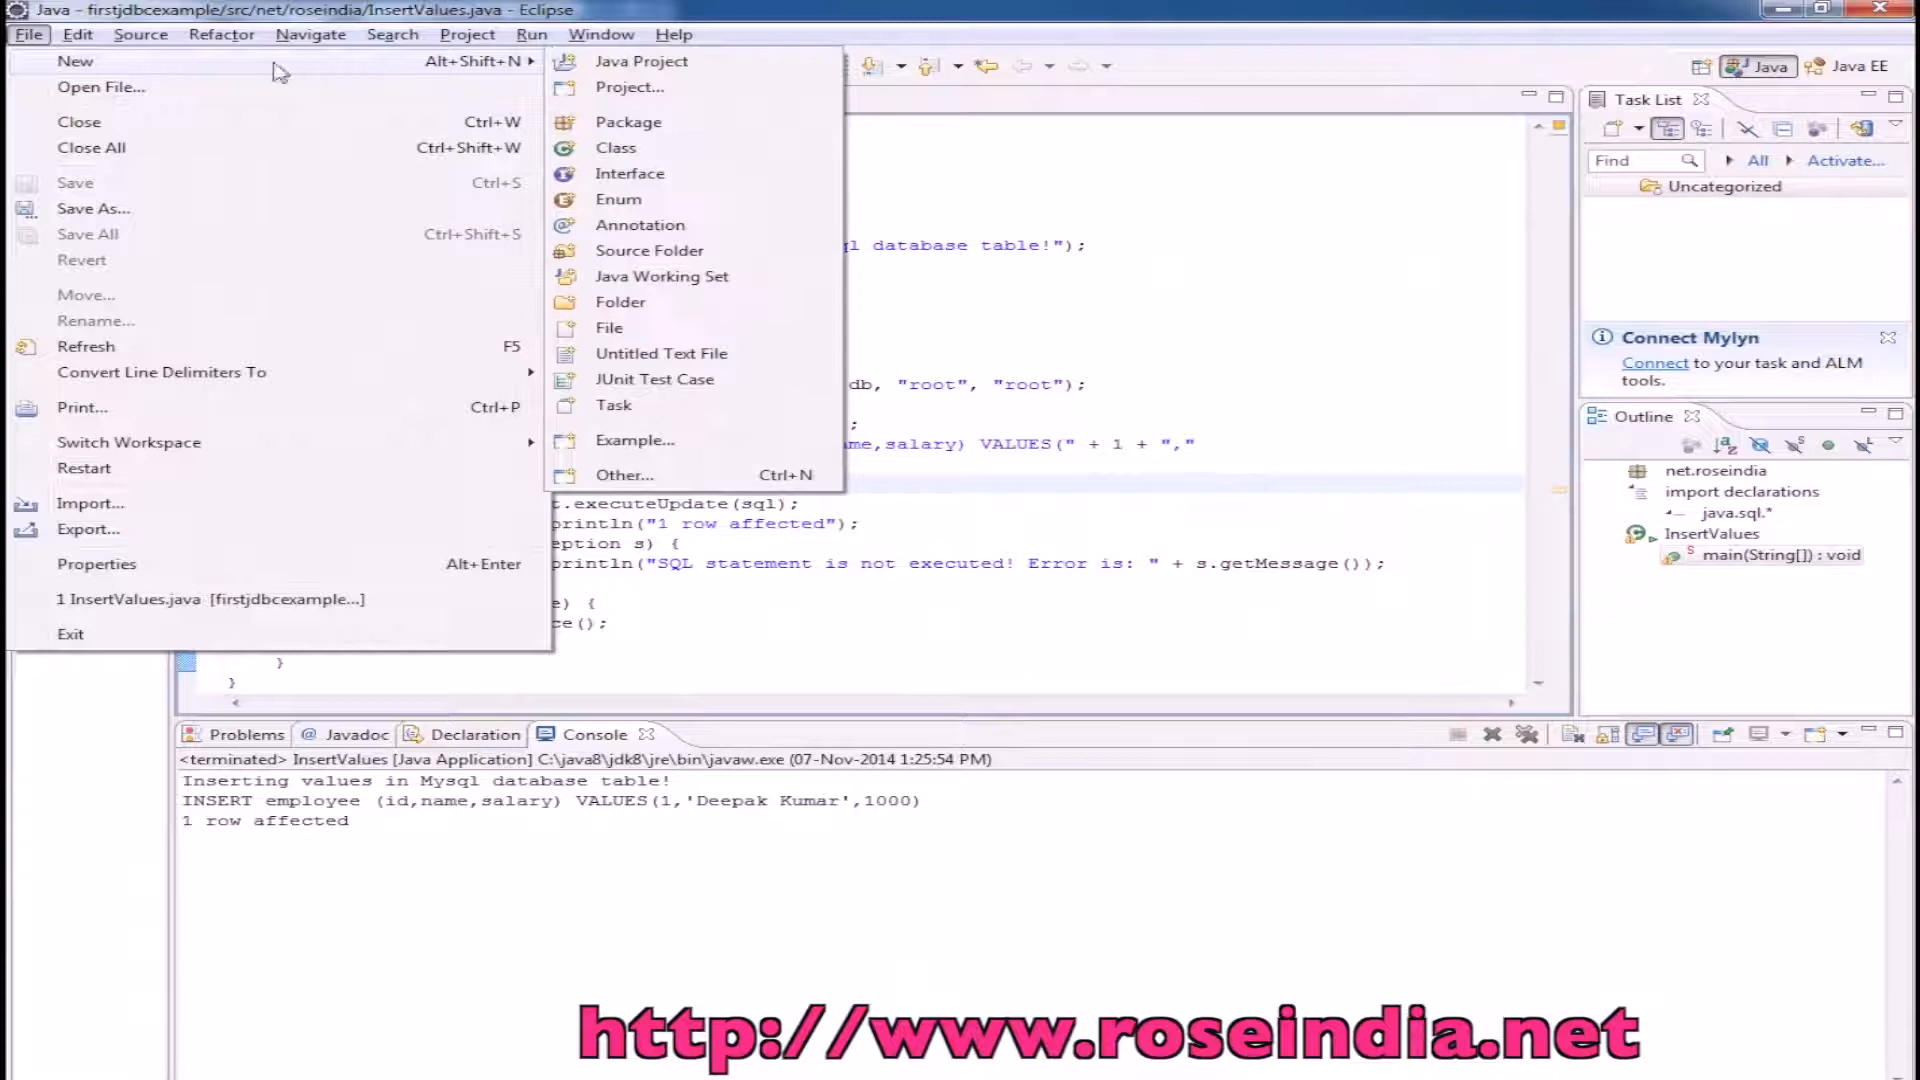 Java - firstjdbcexample/src/net/roseindia/InsertValues.java - Eclipse
File Edit Source Refactor Navigate Search Project Run Window Help
New Alt+Shift+N
Open File...
Close Ctrl+W
Close All Ctrl+Shift+W
Save Ctrl+S
Save As...
Save All Ctrl+Shift+S
Revert
Move...
Rename...
Refresh F5
Convert Line Delimiters To
Print... Ctrl+P
Switch Workspace
Restart
Import...
Export...
Properties Alt+Enter
1 InsertValues.java [firstjdbcexample...]
Exit
Java Project
Project...
Package
Class
Interface
Enum
Annotation
Source Folder
Java Working Set
Folder
File
Untitled Text File
JUnit Test Case
Task
Example...
Other... Ctrl+N
Java Java EE
database table!");
db, "root", "root");
;
me,salary) VALUES(" + 1 + ","
.executeUpdate(sql);
println("1 row affected");
eption s) {
println("SQL statement is not executed! Error is: " + s.getMessage());
e) {
ce();
}
}
Task List
Find All Activate...
Uncategorized
Connect Mylyn
Connect to your task and ALM
tools.
Outline
net.roseindia
import declarations
java.sql.*
InsertValues
main(String[]) : void
Problems @ Javadoc Declaration Console
<terminated> InsertValues [Java Application] C:\java8\jdk8\jre\bin\javaw.exe (07-Nov-2014 1:25:54 PM)
Inserting values in Mysql database table!
INSERT employee (id,name,salary) VALUES(1,'Deepak Kumar',1000)
1 row affected
http://www.roseindia.net